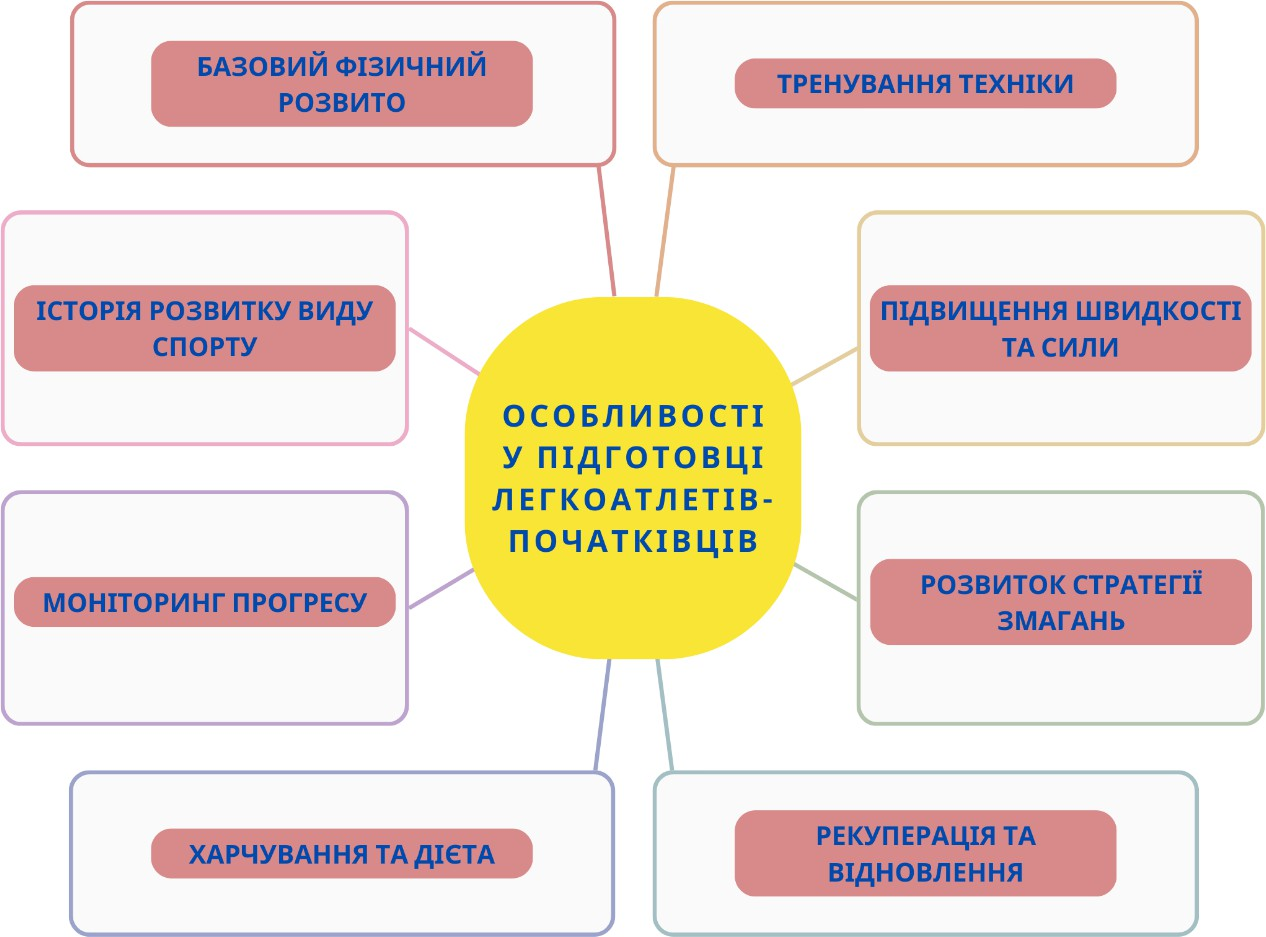 БАЗОВИЙ ФІЗИЧНИЙ
РОЗВИТО
ТРЕНУВАННЯ ТЕХНІКИ
ІСТОРІЯ РОЗВИТКУ ВИДУ
СПОРТУ
ПІДВИЩЕННЯ ШВИДКОСТІ
ТА СИЛИ
ОСОБЛИВОСТІ
У ПІДГОТОВЦІ
ЛЕГКОАТЛЕТІВ-
ПОЧАТКІВЦІВ
МОНІТОРИНГ ПРОГРЕСУ
РОЗВИТОК СТРАТЕГІЇ
ЗМАГАНЬ
ХАРЧУВАННЯ ТА ДІЄТА
РЕКУПЕРАЦІЯ ТА
ВІДНОВЛЕННЯ